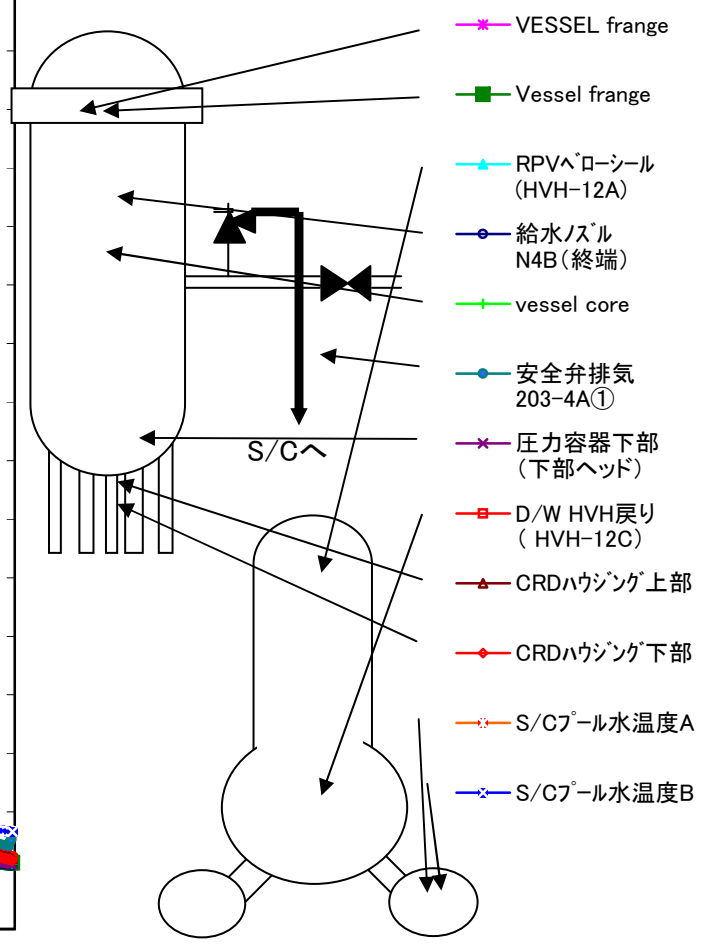 VESSEL frange
Vessel frange
RPVﾍﾞﾛｰｼｰﾙ
(HVH-12A)
給水ﾉｽﾞﾙ
N4B(終端)
vessel core
安全弁排気
203-4A①
圧力容器下部
(下部ヘッド)
S/Cへ
D/W HVH戻り
( HVH-12C)
CRDﾊｳｼﾞﾝｸﾞ上部
CRDﾊｳｼﾞﾝｸﾞ下部
S/Cﾌﾟｰﾙ水温度A
S/Cﾌﾟｰﾙ水温度B